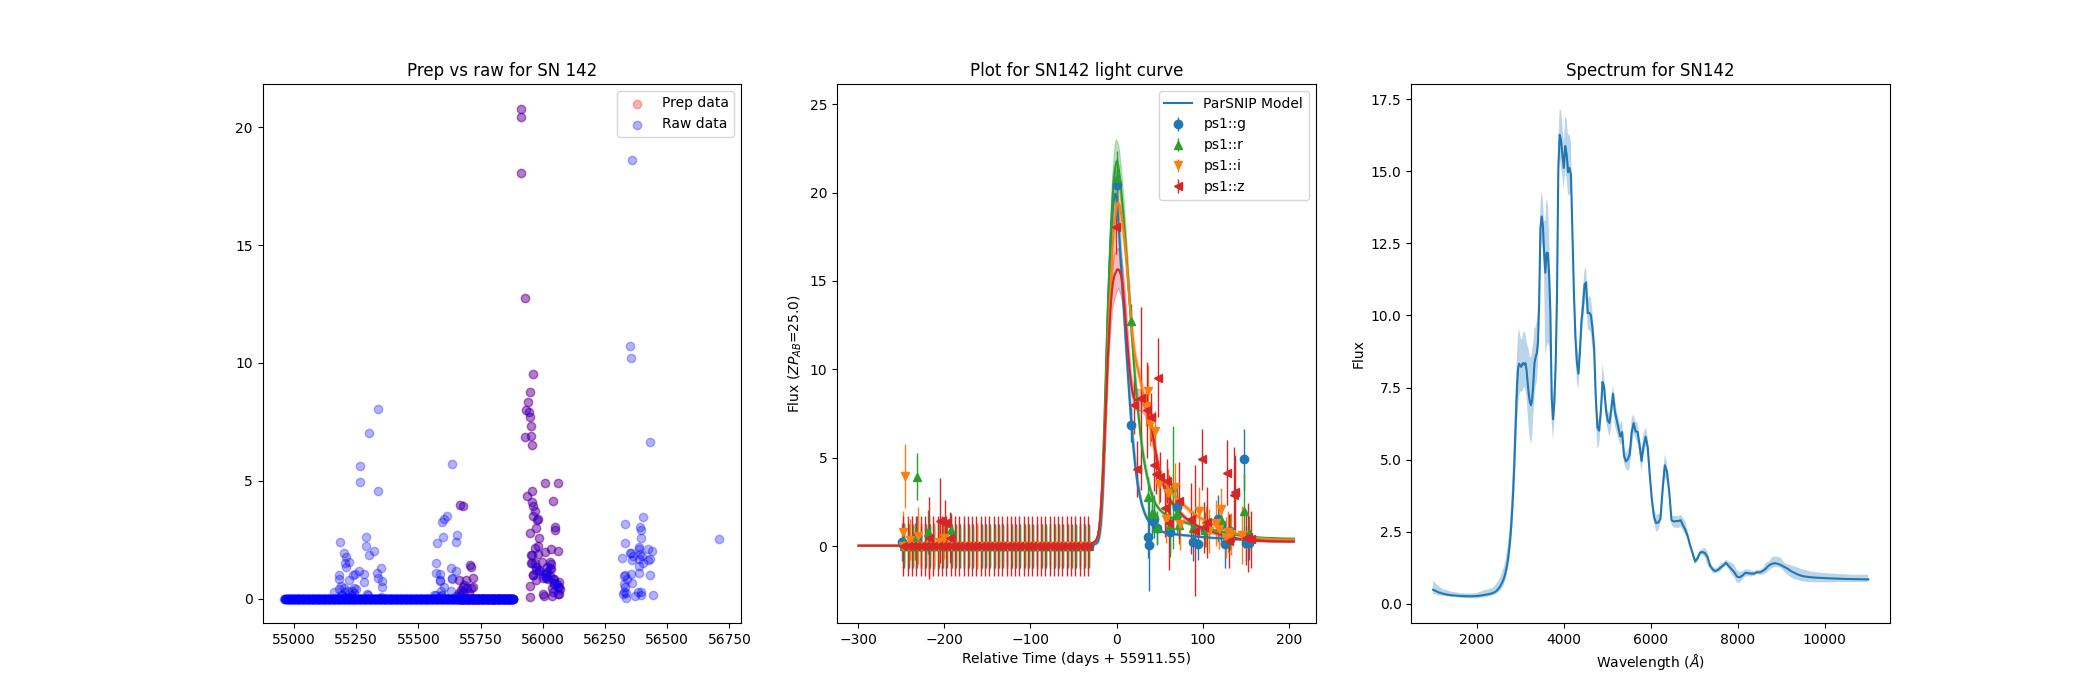 Prep vs raw for SN 142
Prep data
Raw data
20
15
10
5
0
55000
55250
55500
55750
56000
56250
56500
56750
Plot for SN142 light curve
ParSNIP Model
ps1::g
ps1::r
ps1::i
ps1::z
Flux (ZP_AB=25.0)
25
20
15
10
5
0
−300
−200
−100
0
100
200
Relative Time (days + 55911.55)
Spectrum for SN142
Flux
17.5
15.0
12.5
10.0
7.5
5.0
2.5
0.0
2000
4000
6000
8000
10000
Wavelength (Å)